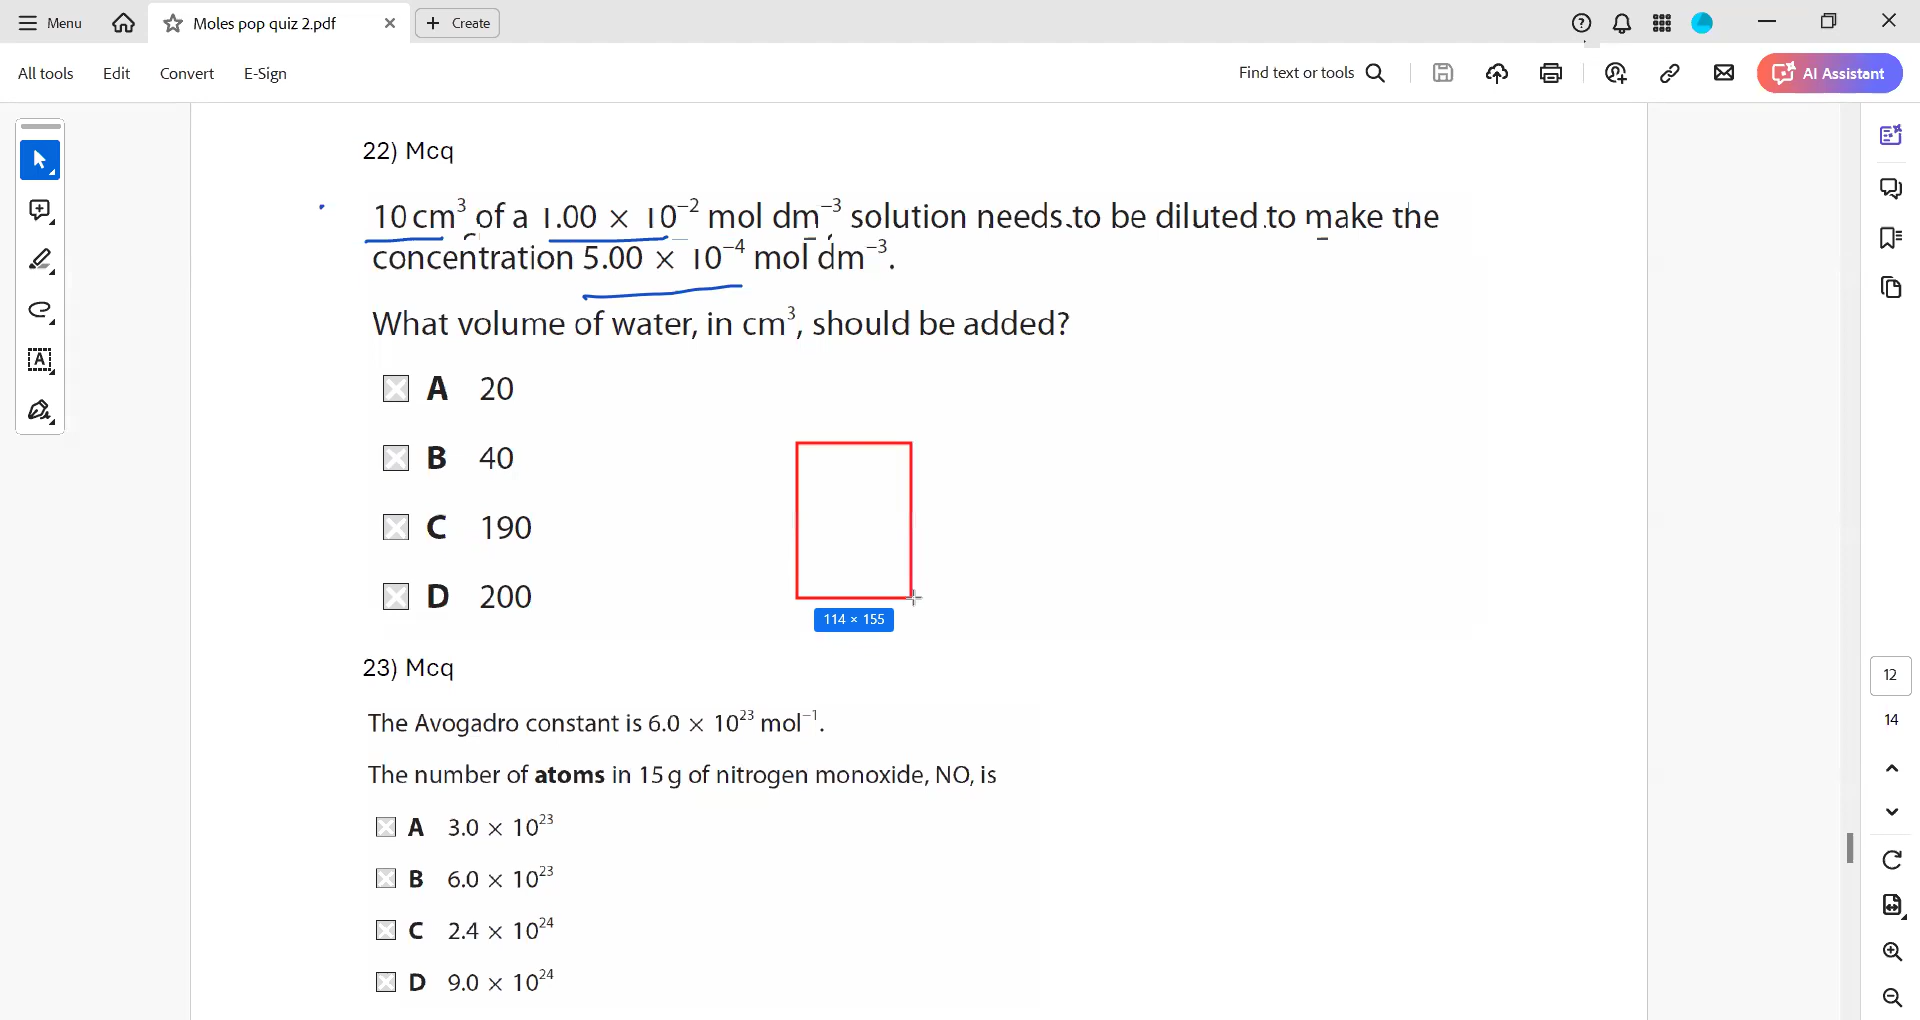 Menu
Moles pop quiz 2.pdf
Create
All tools
Edit
Convert
E-Sign
Find text or tools
AI Assistant
22) Mcq
10 cm³ of a 1.00 × 10⁻² mol dm⁻³ solution needs to be diluted to make the
concentration 5.00 × 10⁻⁴ mol dm⁻³.
What volume of water, in cm³, should be added?
A 20
B 40
C 190
D 200
114 × 155
23) Mcq
The Avogadro constant is 6.0 × 10²³ mol⁻¹.
The number of atoms in 15 g of nitrogen monoxide, NO, is
A 3.0 × 10²³
B 6.0 × 10²³
C 2.4 × 10²⁴
D 9.0 × 10²⁴
12
14